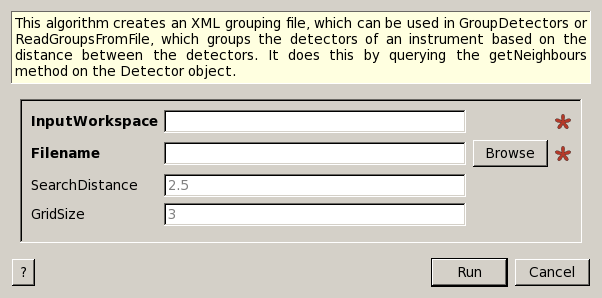 This algorithm creates an XML grouping file, which can be used in GroupDetectors or
ReadGroupsFromFile, which groups the detectors of an instrument based on the
distance between the detectors. It does this by querying the getNeighbours
method on the Detector object.
InputWorkspace *
Filename Browse *
SearchDistance 2.5
GridSize 3
? Run Cancel